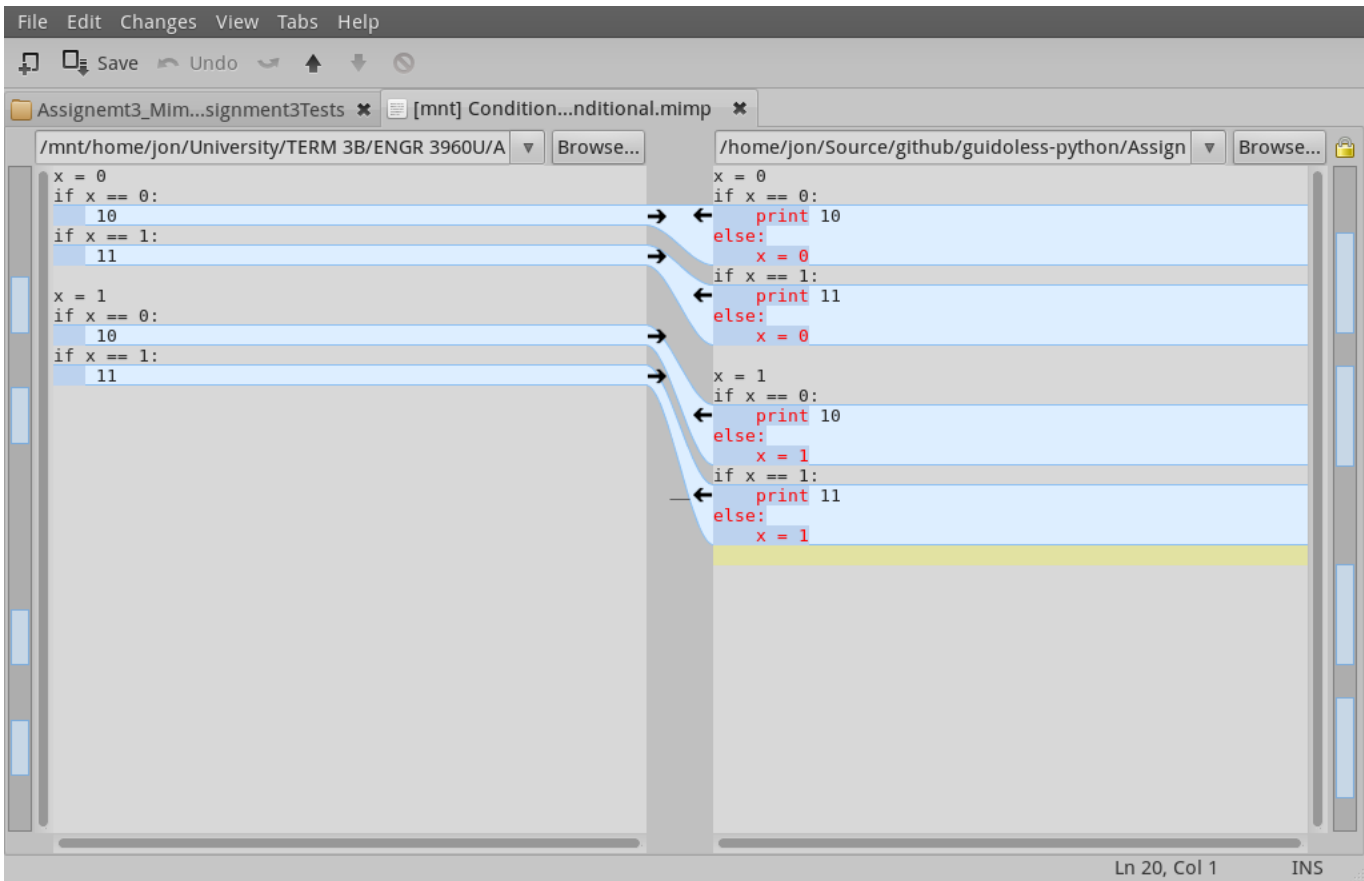 File Edit Changes View Tabs Help
Save Undo
Assignemt3_Mim...signment3Tests [mnt] Condition...nditional.mimp
/mnt/home/jon/University/TERM 3B/ENGR 3960U/A Browse... /home/jon/Source/github/guidoless-python/Assign Browse...
x = 0
if x == 0:
    10
if x == 1:
    11

x = 1
if x == 0:
    10
if x == 1:
    11
x = 0
if x == 0:
    print 10
else:
    x = 0
if x == 1:
    print 11
else:
    x = 0

x = 1
if x == 0:
    print 10
else:
    x = 1
if x == 1:
    print 11
else:
    x = 1
Ln 20, Col 1 INS